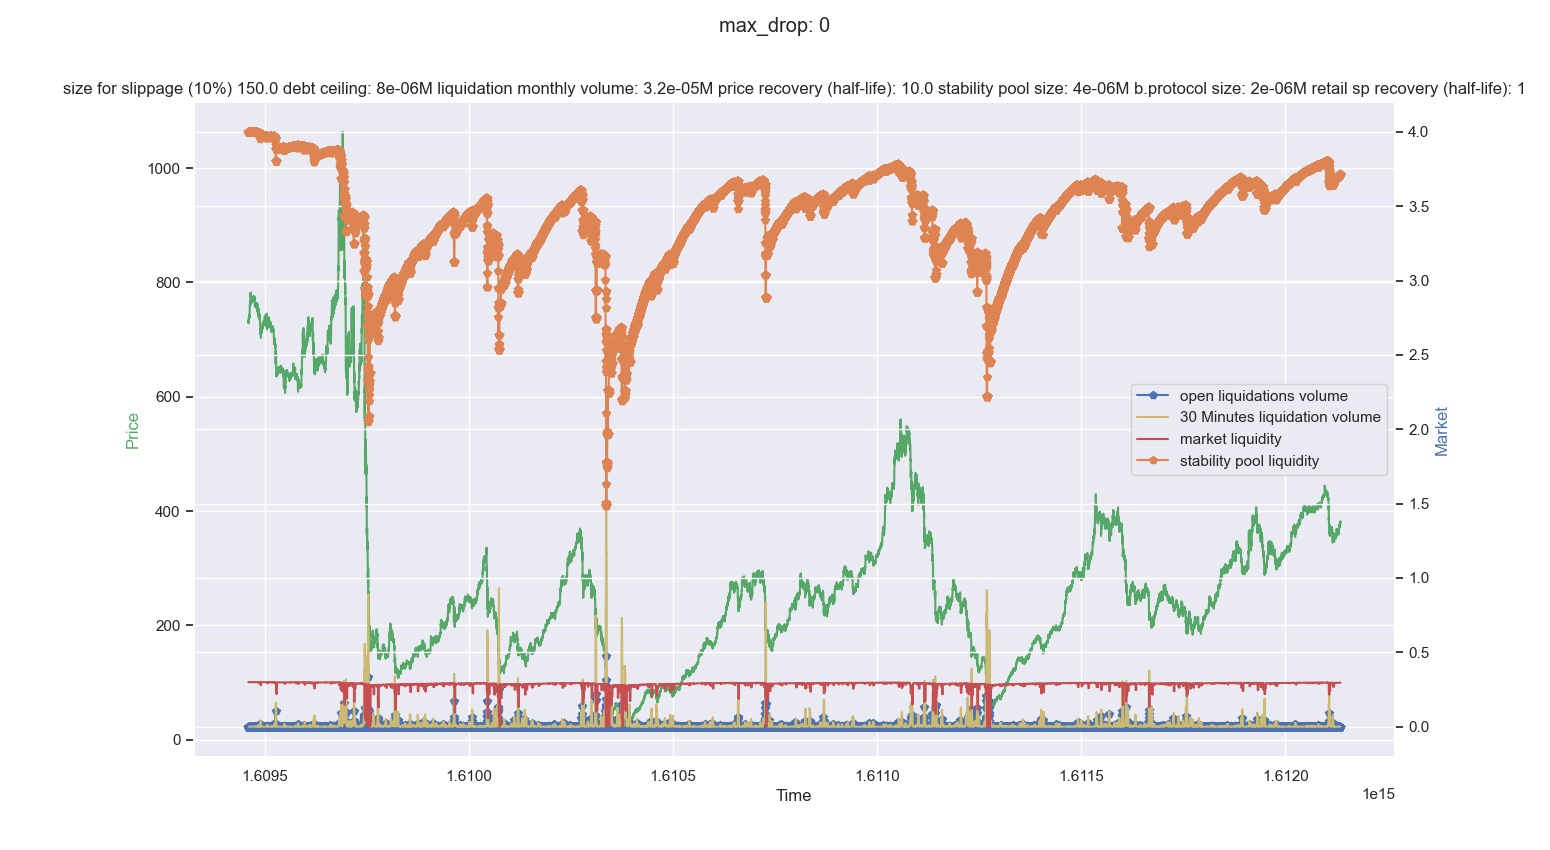 max_drop: 0
size for slippage (10%) 150.0 debt ceiling: 8e-06M liquidation monthly volume: 3.2e-05M price recovery (half-life): 10.0 stability pool size: 4e-06M b.protocol size: 2e-06M retail sp recovery (half-life): 1
1000
800
600
400
200
0
Price
4.0
3.5
3.0
2.5
2.0
1.5
1.0
0.5
0.0
Market
open liquidations volume
30 Minutes liquidation volume
market liquidity
stability pool liquidity
1.6095 1.6100 1.6105 1.6110 1.6115 1.6120
Time
1e15